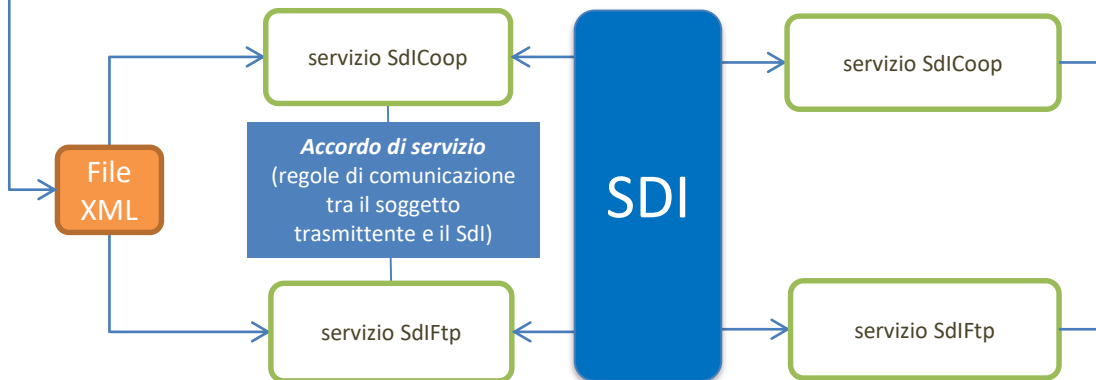 servizio SdICoop
servizio SdICoop
Accordo di servizio
(regole di comunicazione
tra il soggetto
trasmittente e il SdI)
File
XML
SDI
servizio SdIFtp
servizio SdIFtp